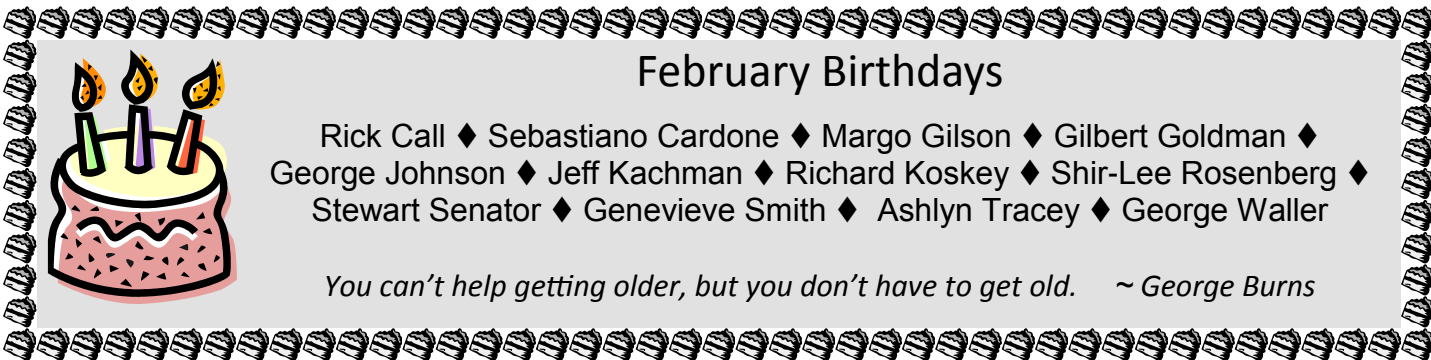 February Birthdays
Rick Call ♦ Sebastiano Cardone ♦ Margo Gilson ♦ Gilbert Goldman ♦
George Johnson ♦ Jeff Kachman ♦ Richard Koskey ♦ Shir-Lee Rosenberg ♦
Stewart Senator ♦ Genevieve Smith ♦ Ashlyn Tracey ♦ George Waller
You can’t help getting older, but you don’t have to get old. ~ George Burns